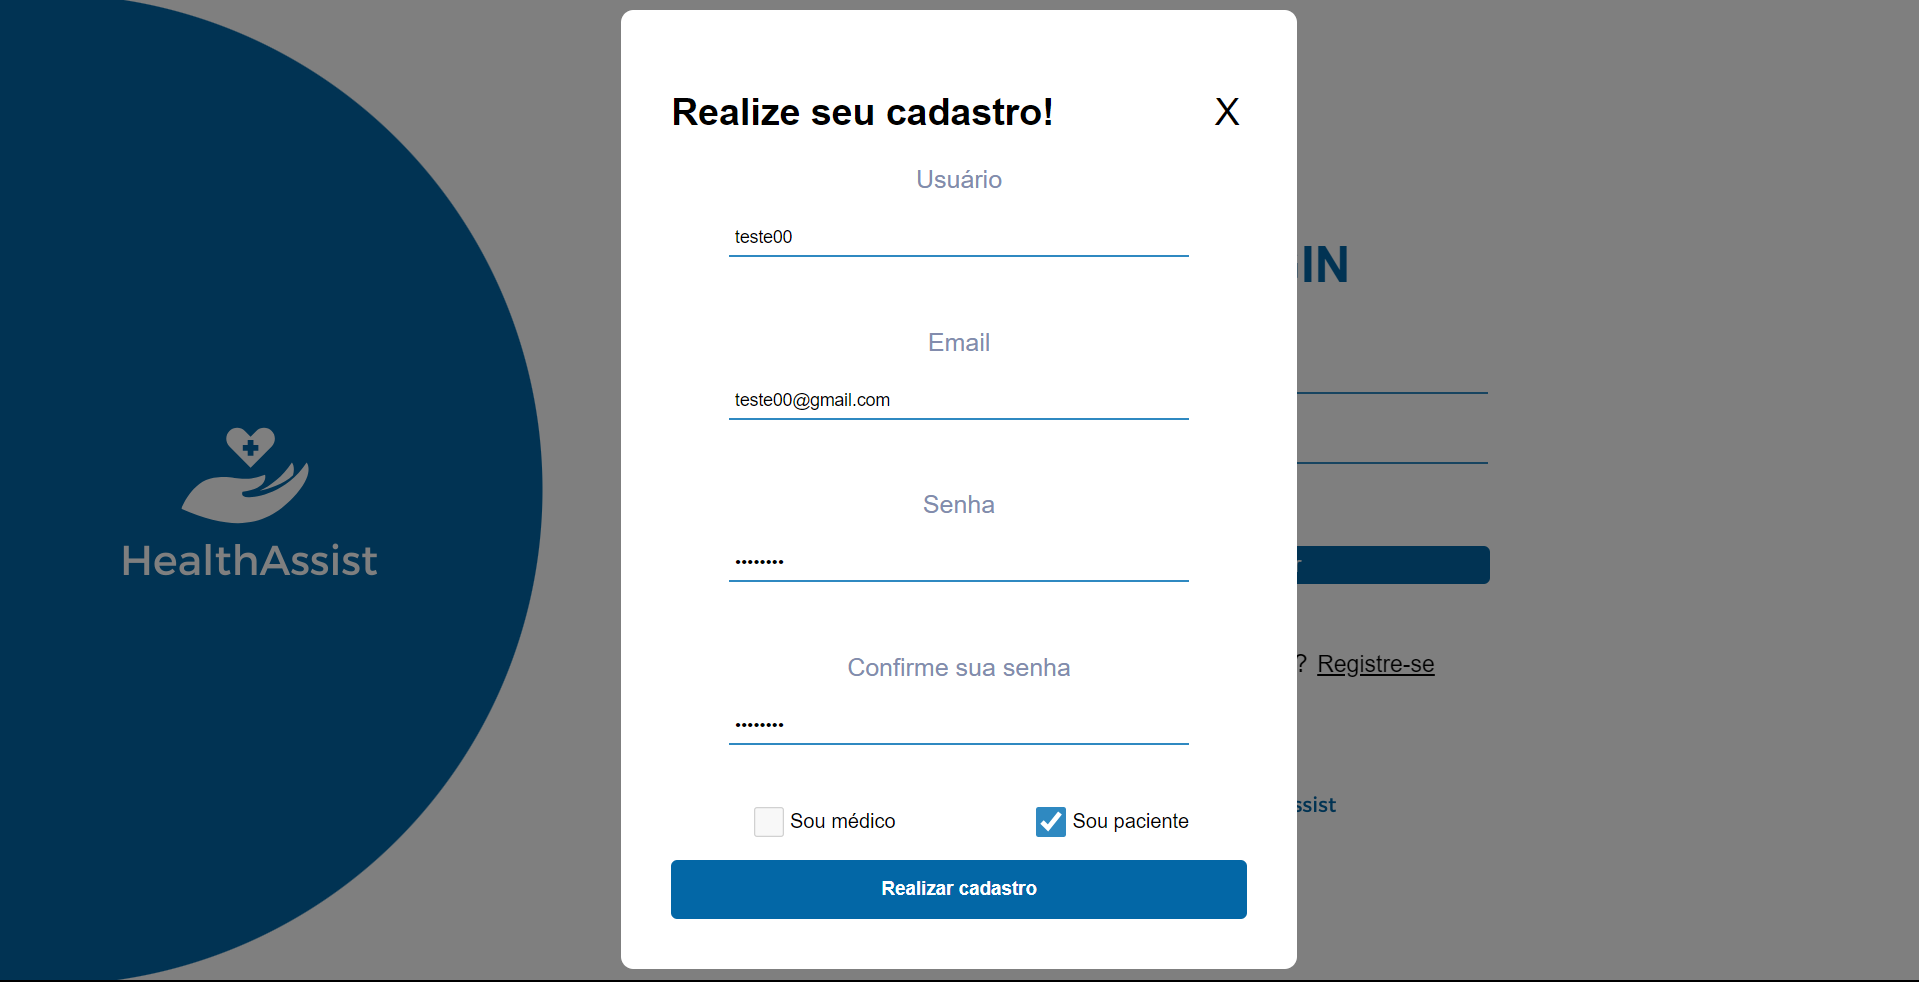 Realize seu cadastro!
X
Usuário
teste00
Email
teste00@gmail.com
Senha
••••••••
Confirme sua senha
••••••••
Sou médico
Sou paciente
Realizar cadastro
HealthAssist
IN
? Registre-se
ssist